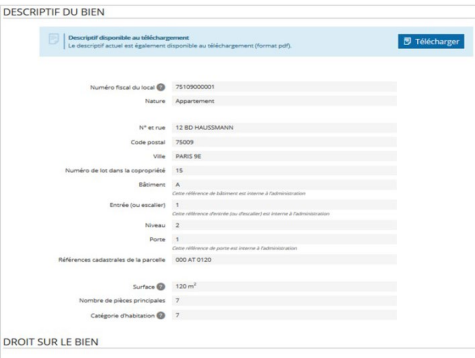 DESCRIPTIF DU BIEN
Descriptif disponible au téléchargement
Le descriptif actuel est également disponible au téléchargement (format pdf).
Télécharger
Numéro fiscal du local ? 75109000001
Nature Appartement
N° et rue 12 BD HAUSSMANN
Code postal 75009
Ville PARIS 9E
Numéro de lot dans la copropriété 15
Bâtiment A
Cette référence de bâtiment est interne à l'administration
Entrée (ou escalier) 1
Cette référence d'entrée (ou d'escalier) est interne à l'administration
Niveau 2
Porte 1
Cette référence de porte est interne à l'administration
Références cadastrales de la parcelle 000 AT 0120
Surface ? 120 m²
Nombre de pièces principales 7
Catégorie d'habitation ? 7
DROIT SUR LE BIEN